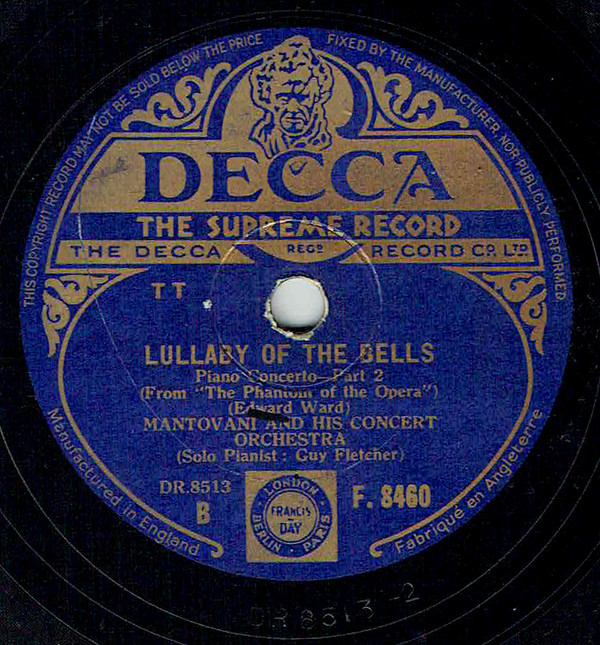 THIS COPYRIGHT RECORD MAY NOT BE SOLD BELOW THE PRICE FIXED BY THE MANUFACTURER, NOR PUBLICLY PERFORMED.
DECCA
THE SUPREME RECORD
THE DECCA REGD RECORD CO. LTD.
TT
LULLABY OF THE BELLS
Piano Concerto—Part 2
(From "The Phantom of the Opera")
(Edward Ward)
MANTOVANI AND HIS CONCERT
ORCHESTRA
(Solo Pianist : Guy Fletcher)
DR.8513
B
LONDON · PARIS · BERLIN ·
FRANCIS
DAY
F. 8460
Manufactured in England
Fabriqué en Angleterre
DR 8513-2